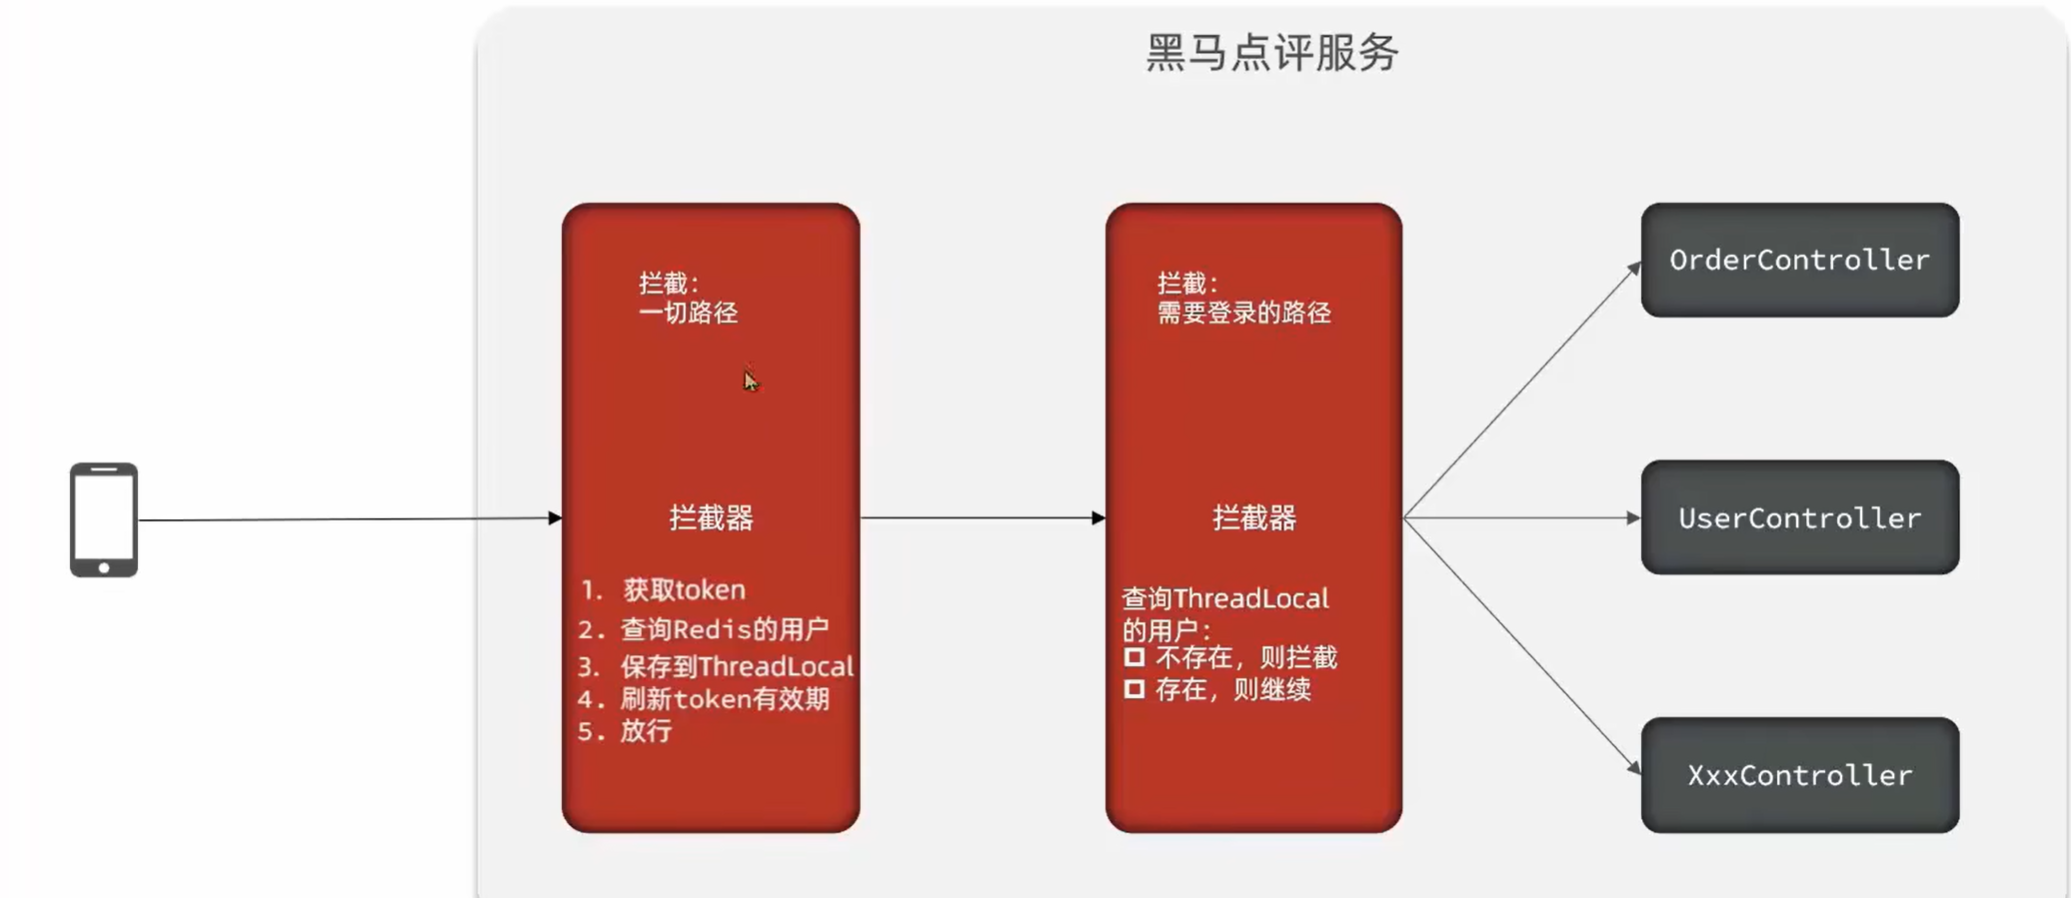 黑马点评服务
拦截：
一切路径
拦截器
1. 获取token
2. 查询Redis的用户
3. 保存到ThreadLocal
4. 刷新token有效期
5. 放行
拦截：
需要登录的路径
拦截器
查询ThreadLocal
的用户：
不存在，则拦截
存在，则继续
OrderController
UserController
XxxController